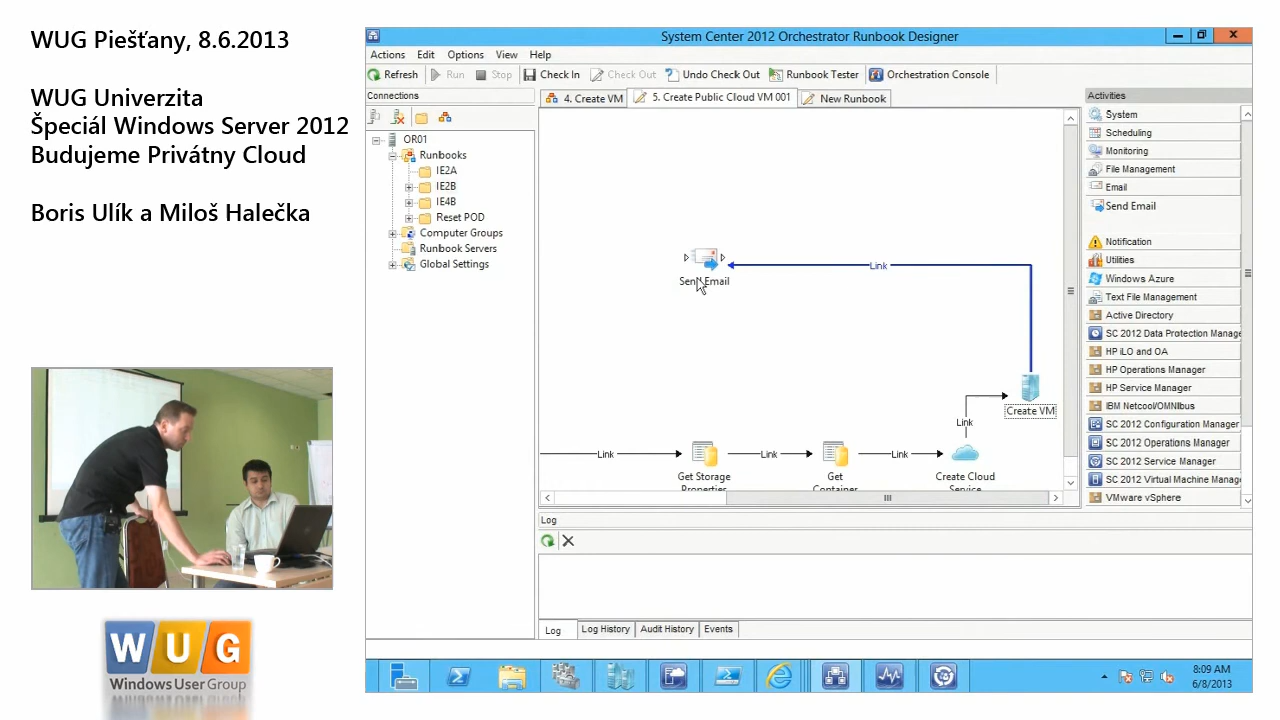 WUG Piešťany, 8.6.2013
WUG Univerzita
Špeciál Windows Server 2012
Budujeme Privátny Cloud
Boris Ulík a Miloš Halečka
WUG
Windows User Group
System Center 2012 Orchestrator Runbook Designer
Actions Edit Options View Help
Refresh Run Stop Check In Check Out Undo Check Out Runbook Tester Orchestration Console
Connections
OR01
Runbooks
IE2A
IE2B
IE4B
Reset POD
Computer Groups
Runbook Servers
Global Settings
4. Create VM 5. Create Public Cloud VM 001 New Runbook
Send Email
Link
Create VM
Link
Link Get Storage Properties Link Get Container Link Create Cloud Service
Activities
System
Scheduling
Monitoring
File Management
Email
Send Email
Notification
Utilities
Windows Azure
Text File Management
Active Directory
SC 2012 Data Protection Manage
HP iLO and OA
HP Operations Manager
HP Service Manager
IBM Netcool/OMNIbus
SC 2012 Configuration Manager
SC 2012 Operations Manager
SC 2012 Service Manager
SC 2012 Virtual Machine Manag
VMware vSphere
Log
Log Log History Audit History Events
8:09 AM
6/8/2013